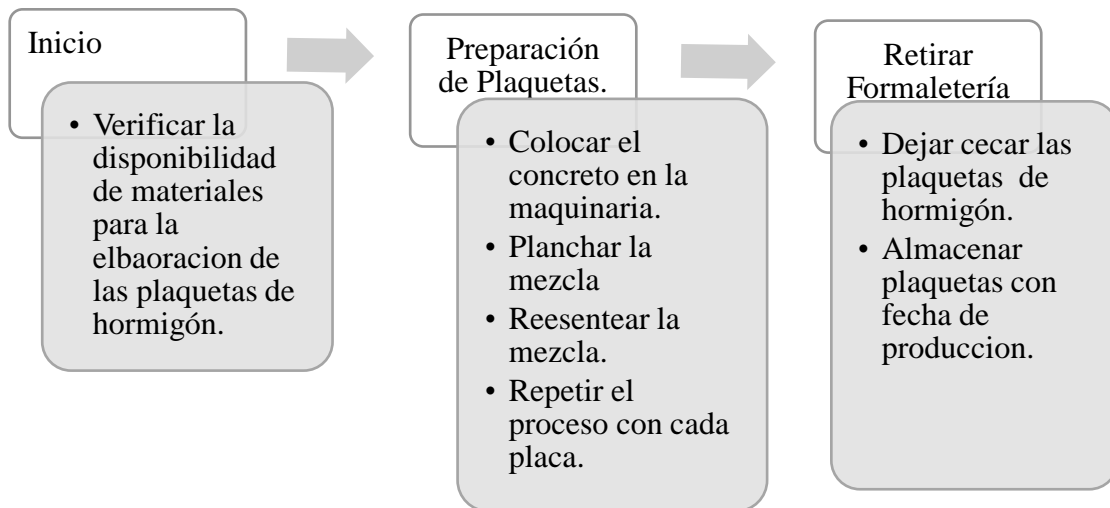 Inicio
• Verificar la
disponibilidad
de materiales
para la
elbaoracion de
las plaquetas de
hormigón.
Preparación
de Plaquetas.
• Colocar el
concreto en la
maquinaria.
• Planchar la
mezcla
• Reesentear la
mezcla.
• Repetir el
proceso con cada
placa.
Retirar
Formaletería
• Dejar cecar las
plaquetas de
hormigón.
• Almacenar
plaquetas con
fecha de
produccion.